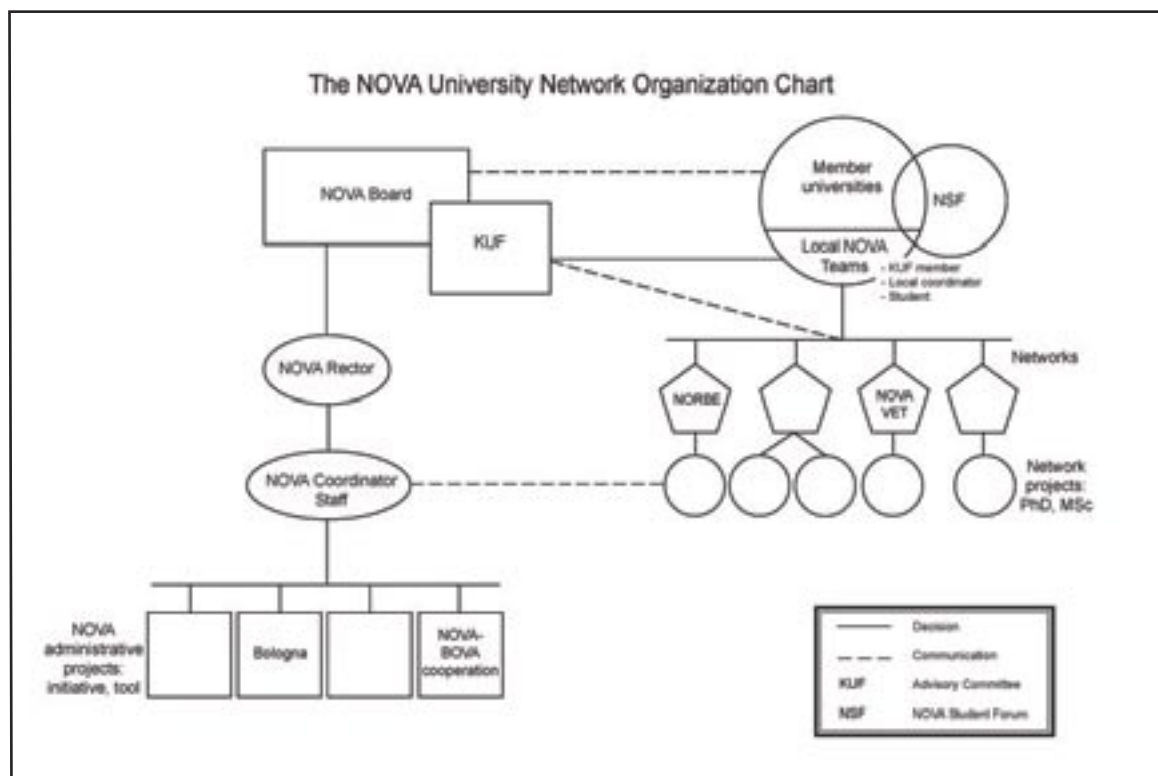 The NOVA University Network Organization Chart
NOVA Board
KUF
Member
universities
NSF
Local NOVA
Teams
- KUF member
- Local coordinator
- Student
NOVA Rector
Networks
NORBE
NOVA
VET
NOVA Coordinator
Staff
Network
projects:
PhD, MSc
NOVA
administrative
projects:
initiative, tool
Bologna
NOVA-
BOVA
cooperation
Decision
Communication
KUF Advisory Committee
NSF NOVA Student Forum